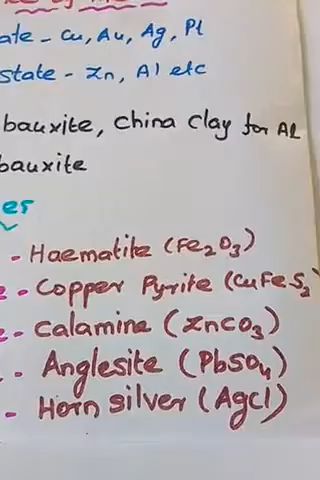 ate - Cu, Au, Ag, Pt
state - Zn, Al etc
bauxite, China Clay for Al
bauxite
er
- Haematite (Fe2O3)
e - Copper Pyrite (CuFeS2)
e - Calamine (ZnCO3)
- Anglesite (PbSO4)
- Horn silver (AgCl)